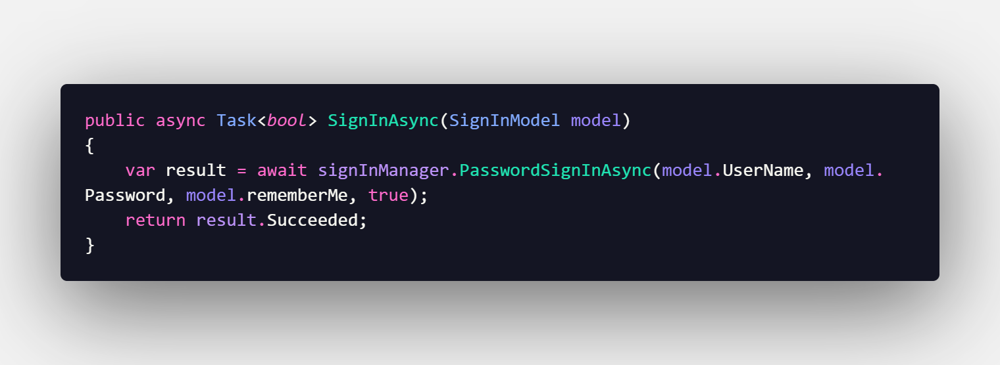 public async Task<bool> SignInAsync(SignInModel model)
{
    var result = await signInManager.PasswordSignInAsync(model.UserName, model.
Password, model.rememberMe, true);
    return result.Succeeded;
}